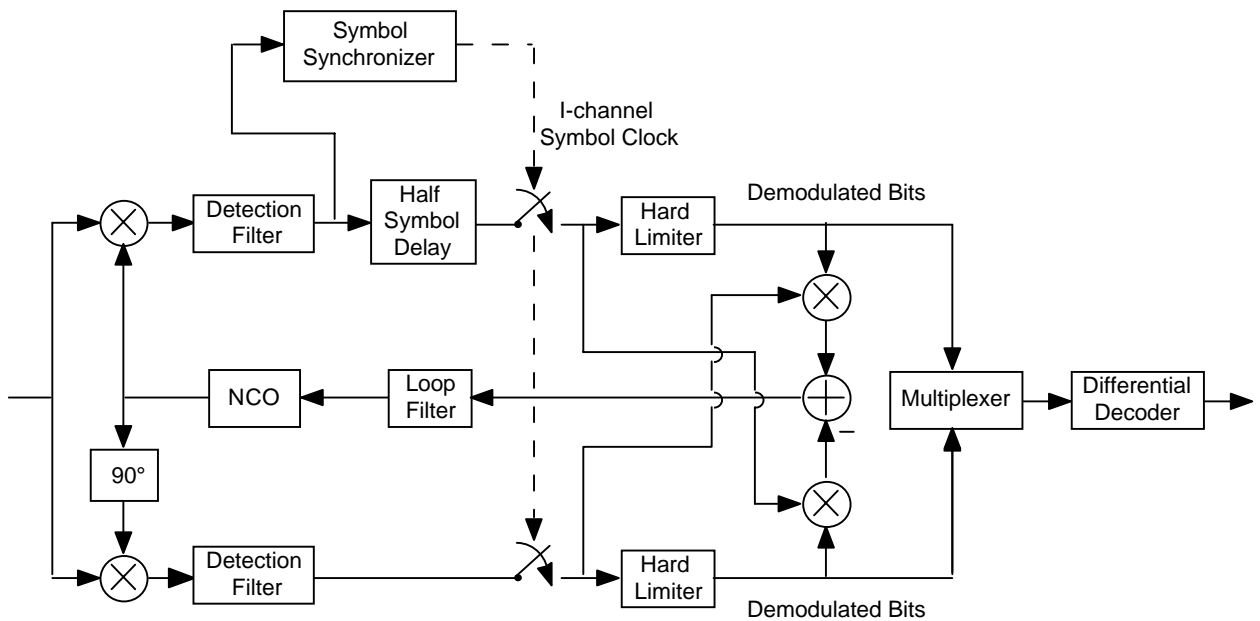 Symbol
Synchronizer
I-channel
Symbol Clock
Detection
Filter
Half
Symbol
Delay
Hard
Limiter
Demodulated Bits
NCO
Loop
Filter
Multiplexer
Differential
Decoder
90°
Detection
Filter
Hard
Limiter
Demodulated Bits